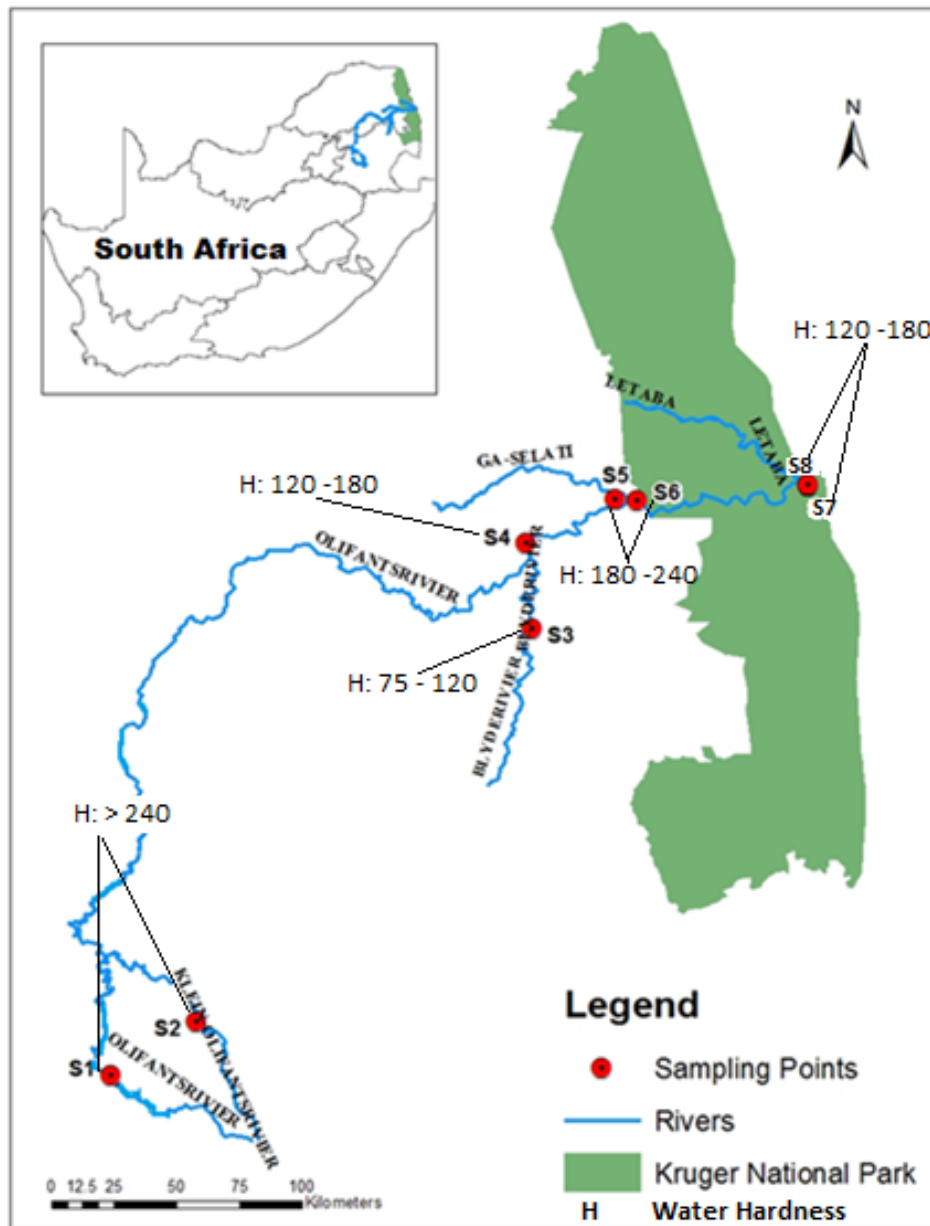 South Africa
N
H: 120 -180
LETABA
LETABA
GA-SELATI
S8
S5
S6
S7
H: 120 -180
S4
OLIFANTSRIVIER
H: 180 -240
BLYDERIVIER
S3
H: 75 - 120
BLYDERIVIER
H: > 240
KLEIN OLIFANTSRIVIER
S2
OLIFANTSRIVIER
S1
Legend
Sampling Points
Rivers
Kruger National Park
H Water Hardness
0 12.5 25 50 75 100
Kilometers